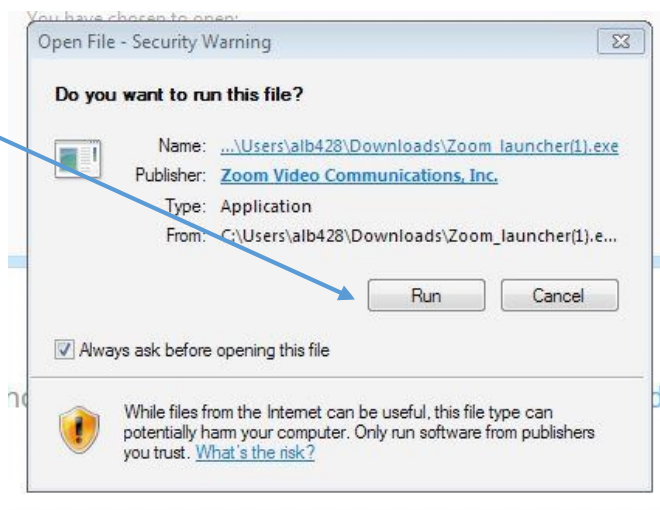 You have chosen to open:
Open File - Security Warning
Do you want to run this file?
Name: ...\Users\alb428\Downloads\Zoom_launcher(1).exe
Publisher: Zoom Video Communications, Inc.
Type: Application
From: C:\Users\alb428\Downloads\Zoom_launcher(1).e...
Run Cancel
Always ask before opening this file
While files from the Internet can be useful, this file type can
potentially harm your computer. Only run software from publishers
you trust. What's the risk?